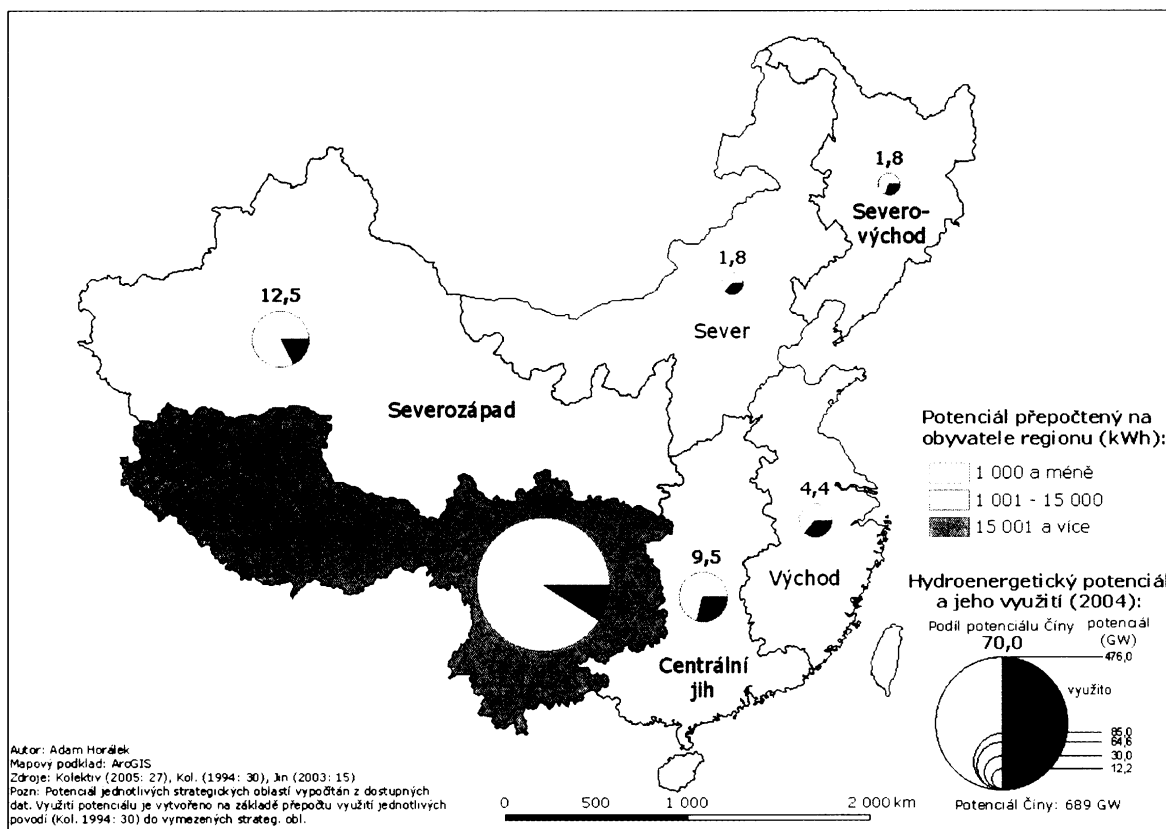 1,8
Severo-
východ
1,8
Sever
12,5
Severozápad
4,4
Východ
9,5
Centrální
jih
Potenciál přepočtený na
obyvatele regionu (kWh):
1 000 a méně
1 001 - 15 000
15 001 a více
Hydroenergetický potenciál
a jeho využití (2004):
Podíl potenciálu Číny
70,0
potenciál
(GW)
476,0
využito
85,0
64,6
30,0
12,2
Potenciál Číny: 689 GW
Autor: Adam Horálek
Mapový podklad: ArcGIS
Zdroje: Kolektiv (2005: 27), Kol. (1994: 30), Jin (2003: 15)
Pozn: Potenciál jednotlivých strategických oblastí vypočítán z dostupných
dat. Využití potenciálu je vytvořeno na základě přepočtu využití jednotlivých
povodí (Kol. 1994: 30) do vymezených strateg. obl.
0 500 1 000 2 000 km